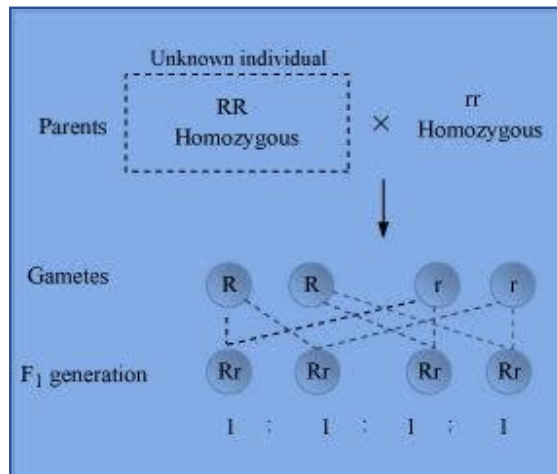 Unknown individual
RR
Homozygous
Parents
×
rr
Homozygous
Gametes
R R r r
F₁ generation
Rr Rr Rr Rr
1 : 1 : 1 : 1